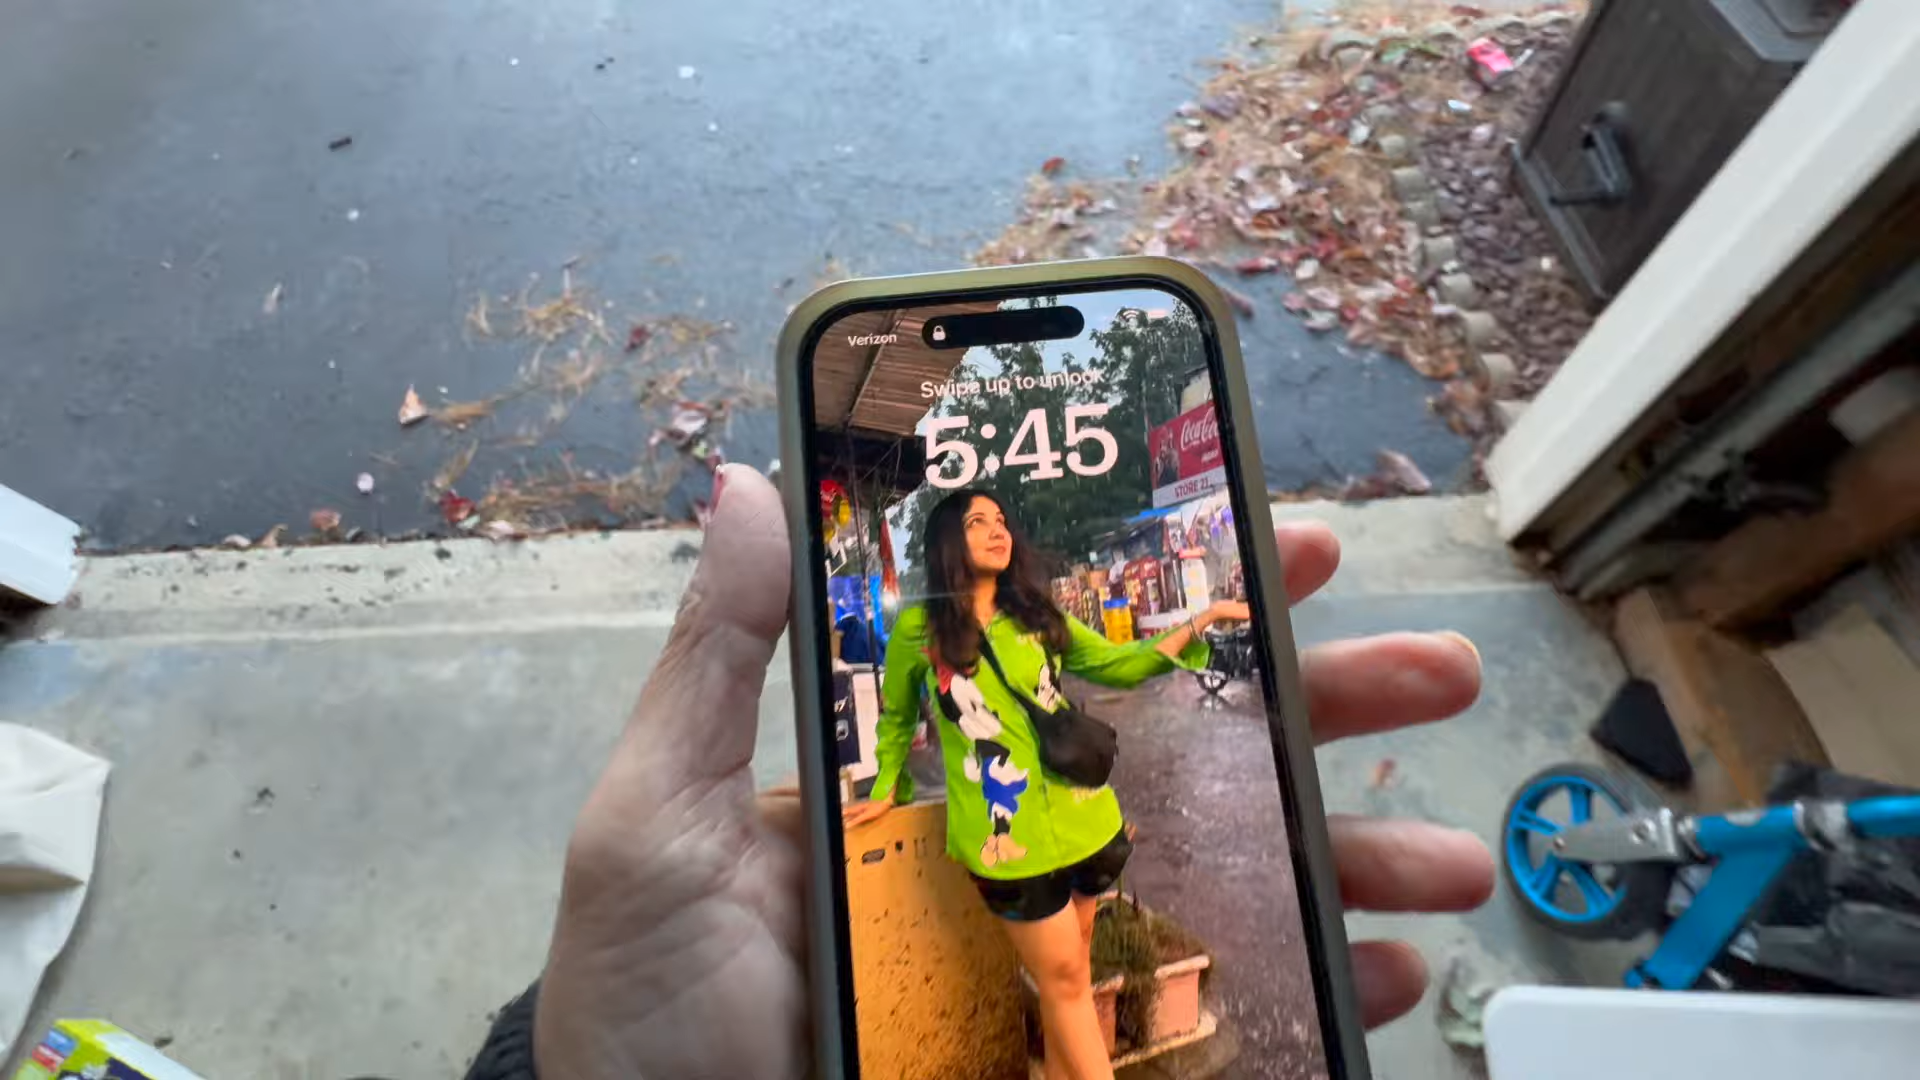 Verizon
Swipe up to unlock
5:45
Coca-Cola
STORE 21